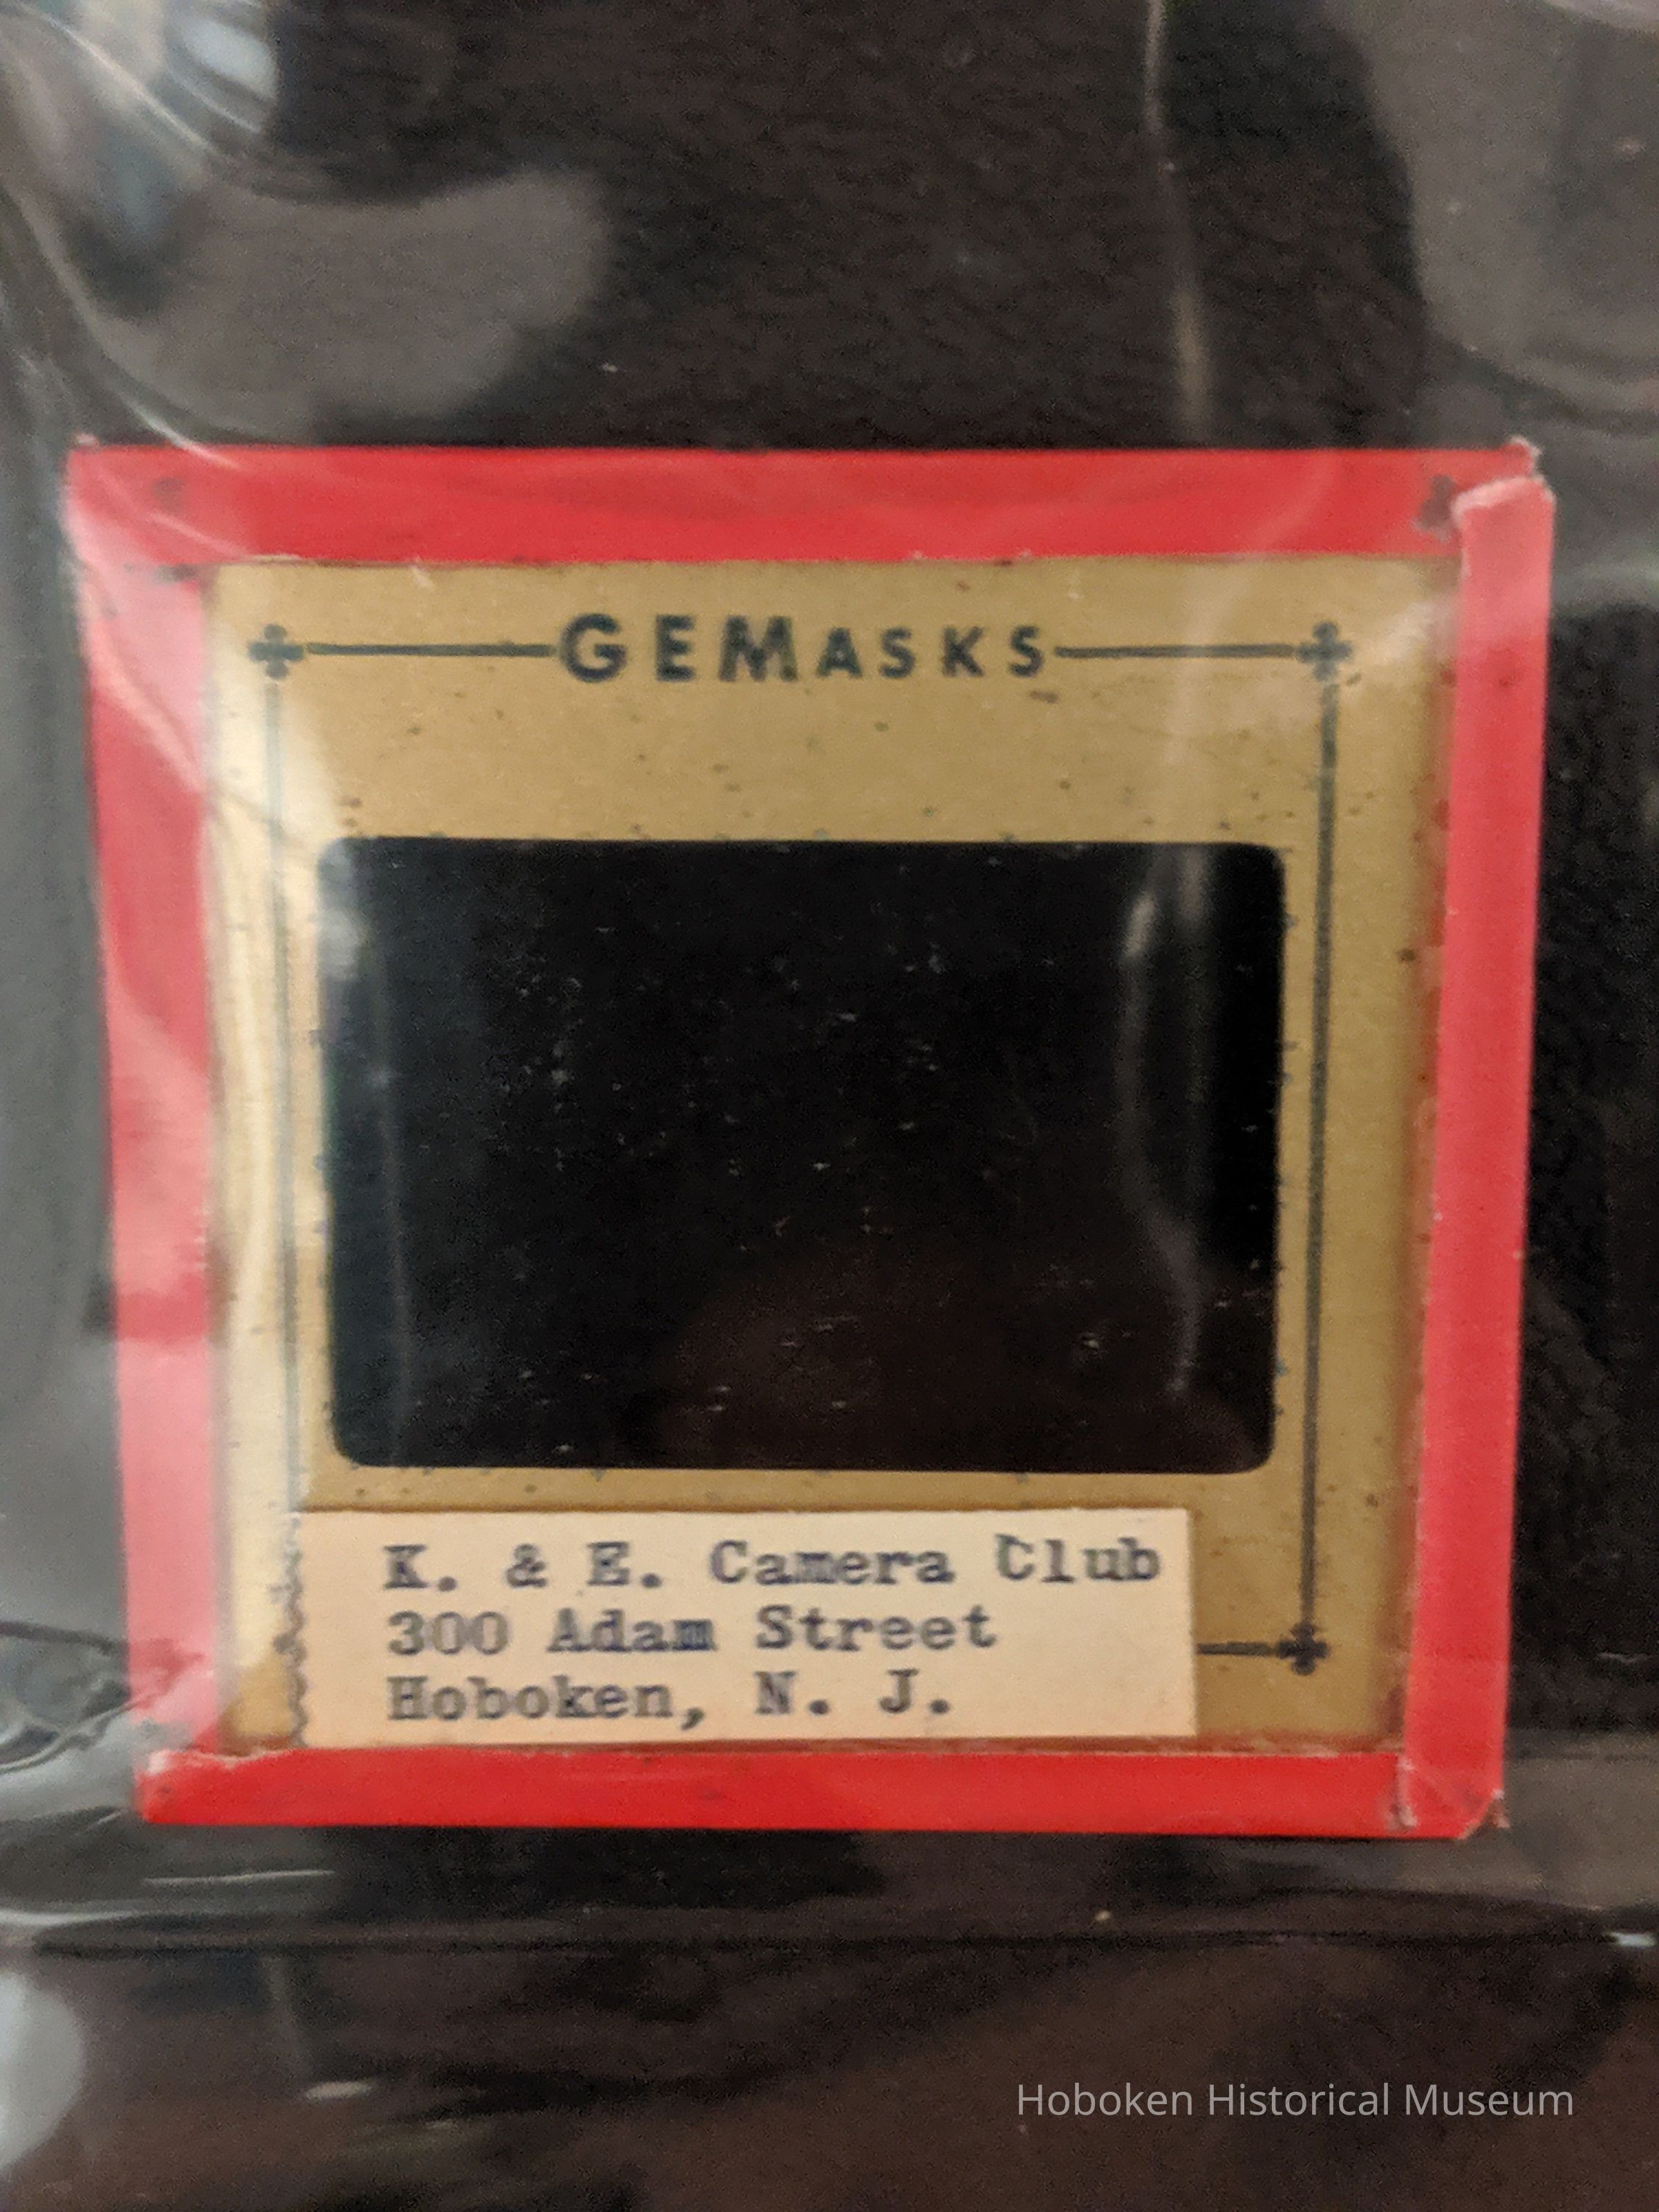 GEMASKS
K. & E. Camera Club
300 Adam Street
Hoboken, N. J.
Hoboken Historical Museum